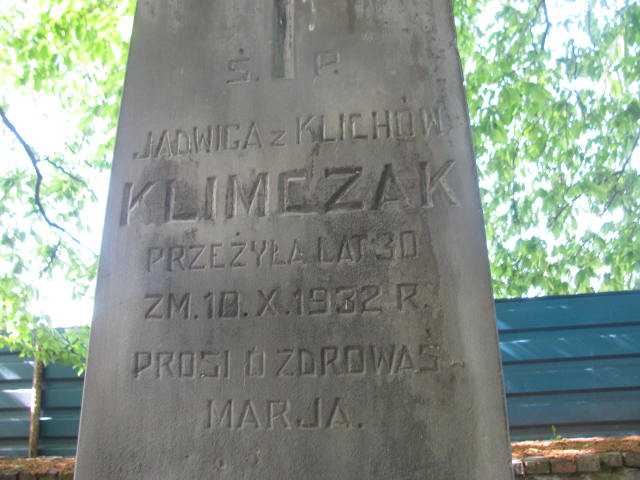 Ś. P.
JADWIGA z KLICHÓW
KLIMCZAK
PRZEŻYŁA LAT 30
ZM. 10. X. 1932 R.
PROSI O ZDROWAŚ-
MARJA.